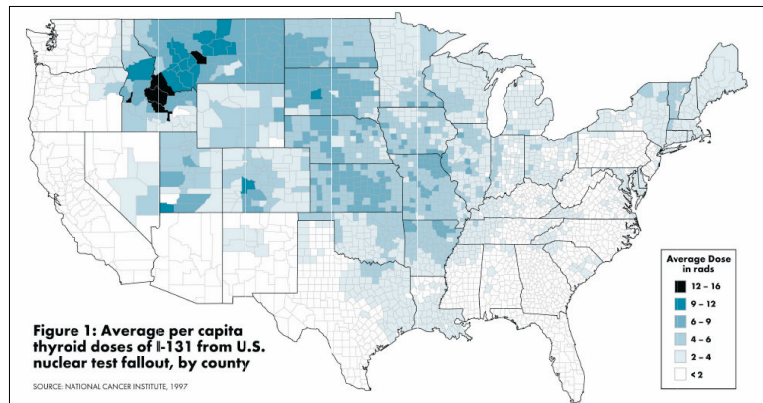 Average Dose
in rads
12 – 16
9 – 12
6 – 9
4 – 6
2 – 4
< 2
Figure 1: Average per capita
thyroid doses of I-131 from U.S.
nuclear test fallout, by county
SOURCE: NATIONAL CANCER INSTITUTE, 1997